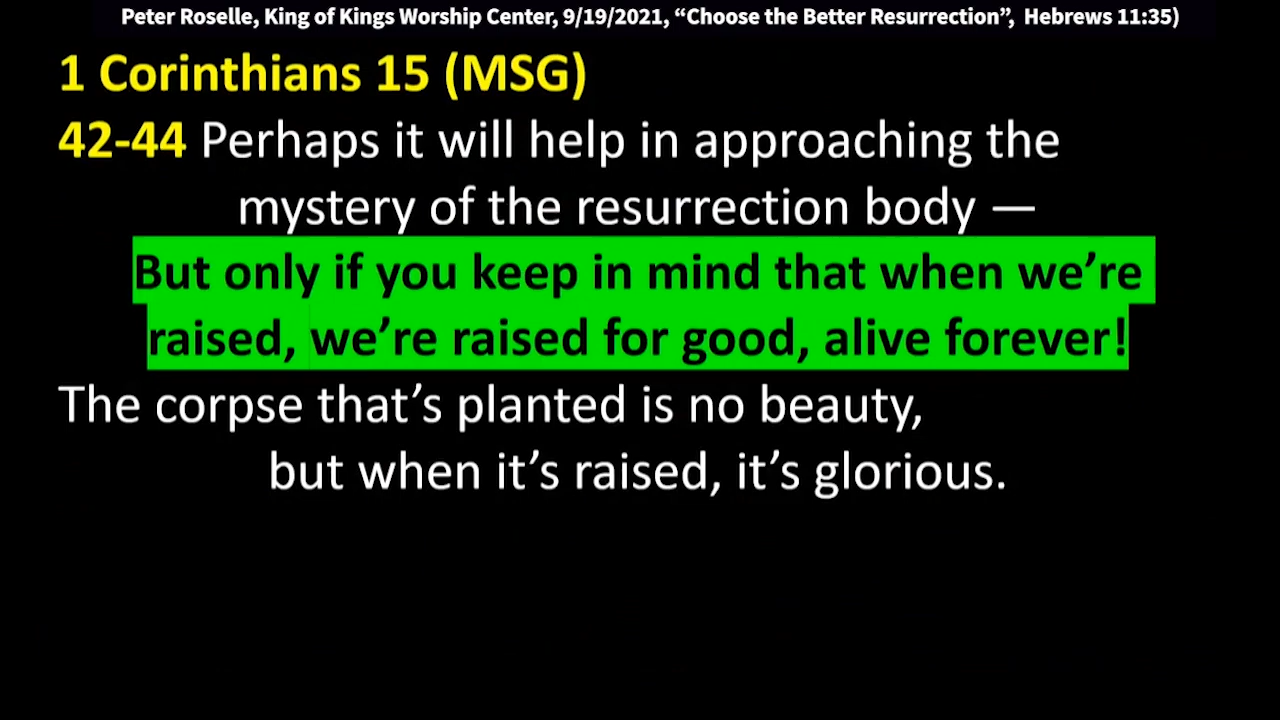 Peter Roselle, King of Kings Worship Center, 9/19/2021, “Choose the Better Resurrection”, Hebrews 11:35)
1 Corinthians 15 (MSG)
42-44 Perhaps it will help in approaching the
mystery of the resurrection body —
But only if you keep in mind that when we’re
raised, we’re raised for good, alive forever!
The corpse that’s planted is no beauty,
but when it’s raised, it’s glorious.